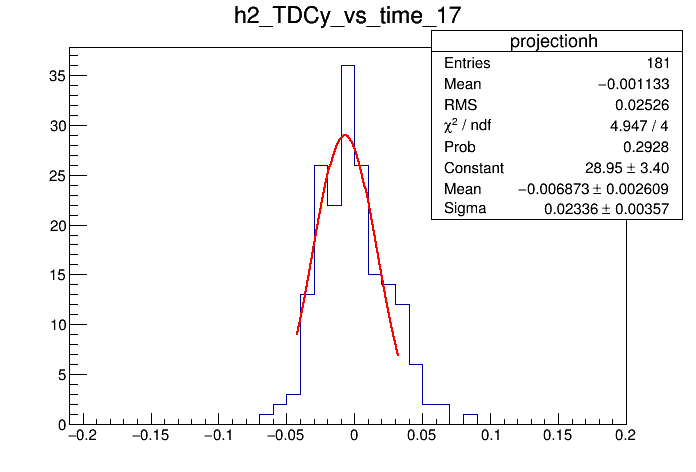 h2_TDCy_vs_time_17
projectionh
Entries 181
Mean −0.001133
RMS 0.02526
χ² / ndf 4.947 / 4
Prob 0.2928
Constant 28.95 ± 3.40
Mean −0.006873 ± 0.002609
Sigma 0.02336 ± 0.00357
35
30
25
20
15
10
5
0
−0.2 −0.15 −0.1 −0.05 0 0.05 0.1 0.15 0.2